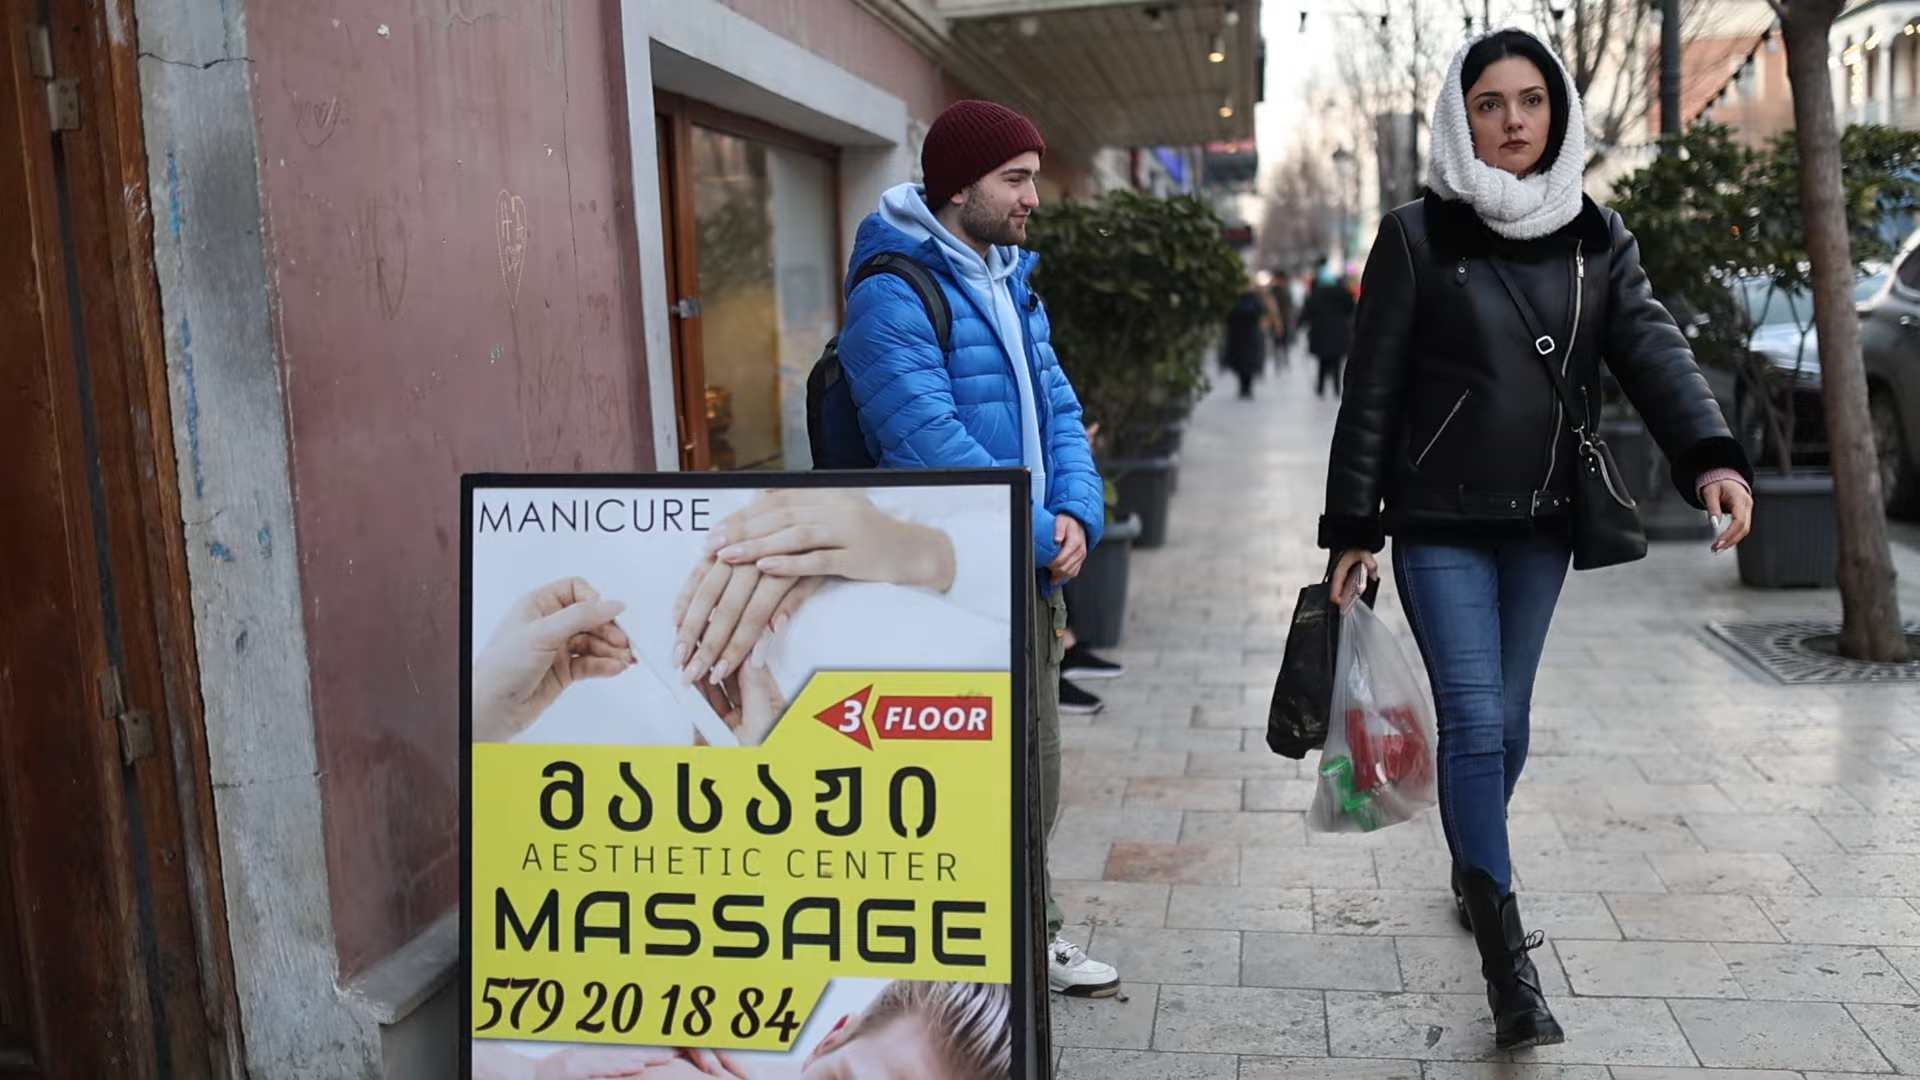 MANICURE
3 FLOOR
მასაჟი
AESTHETIC CENTER
MASSAGE
579 20 18 84